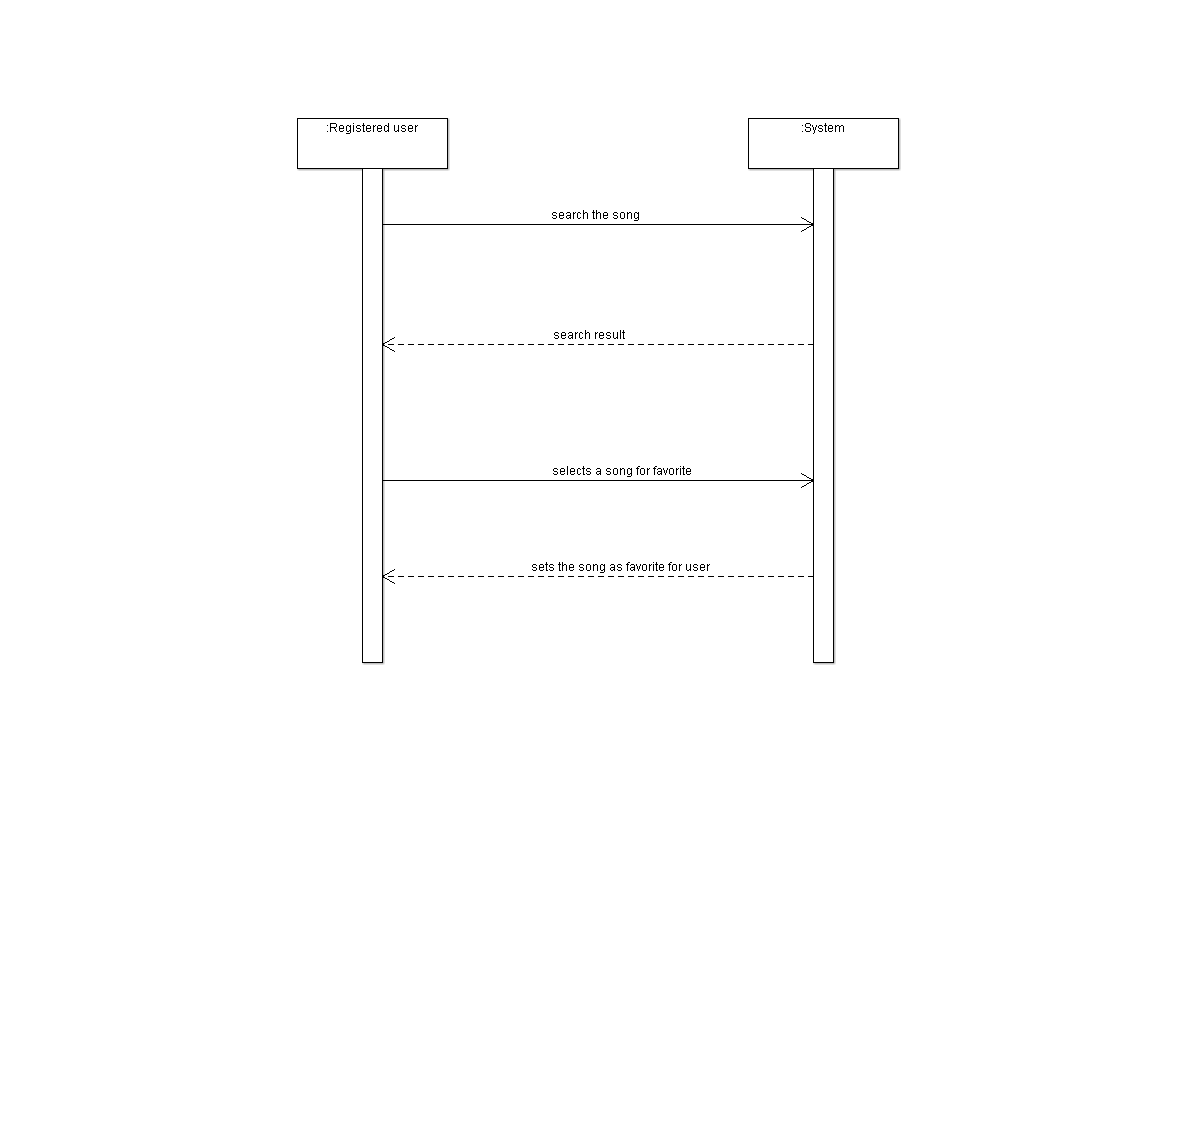 :Registered user
:System
search the song
search result
selects a song for favorite
sets the song as favorite for user